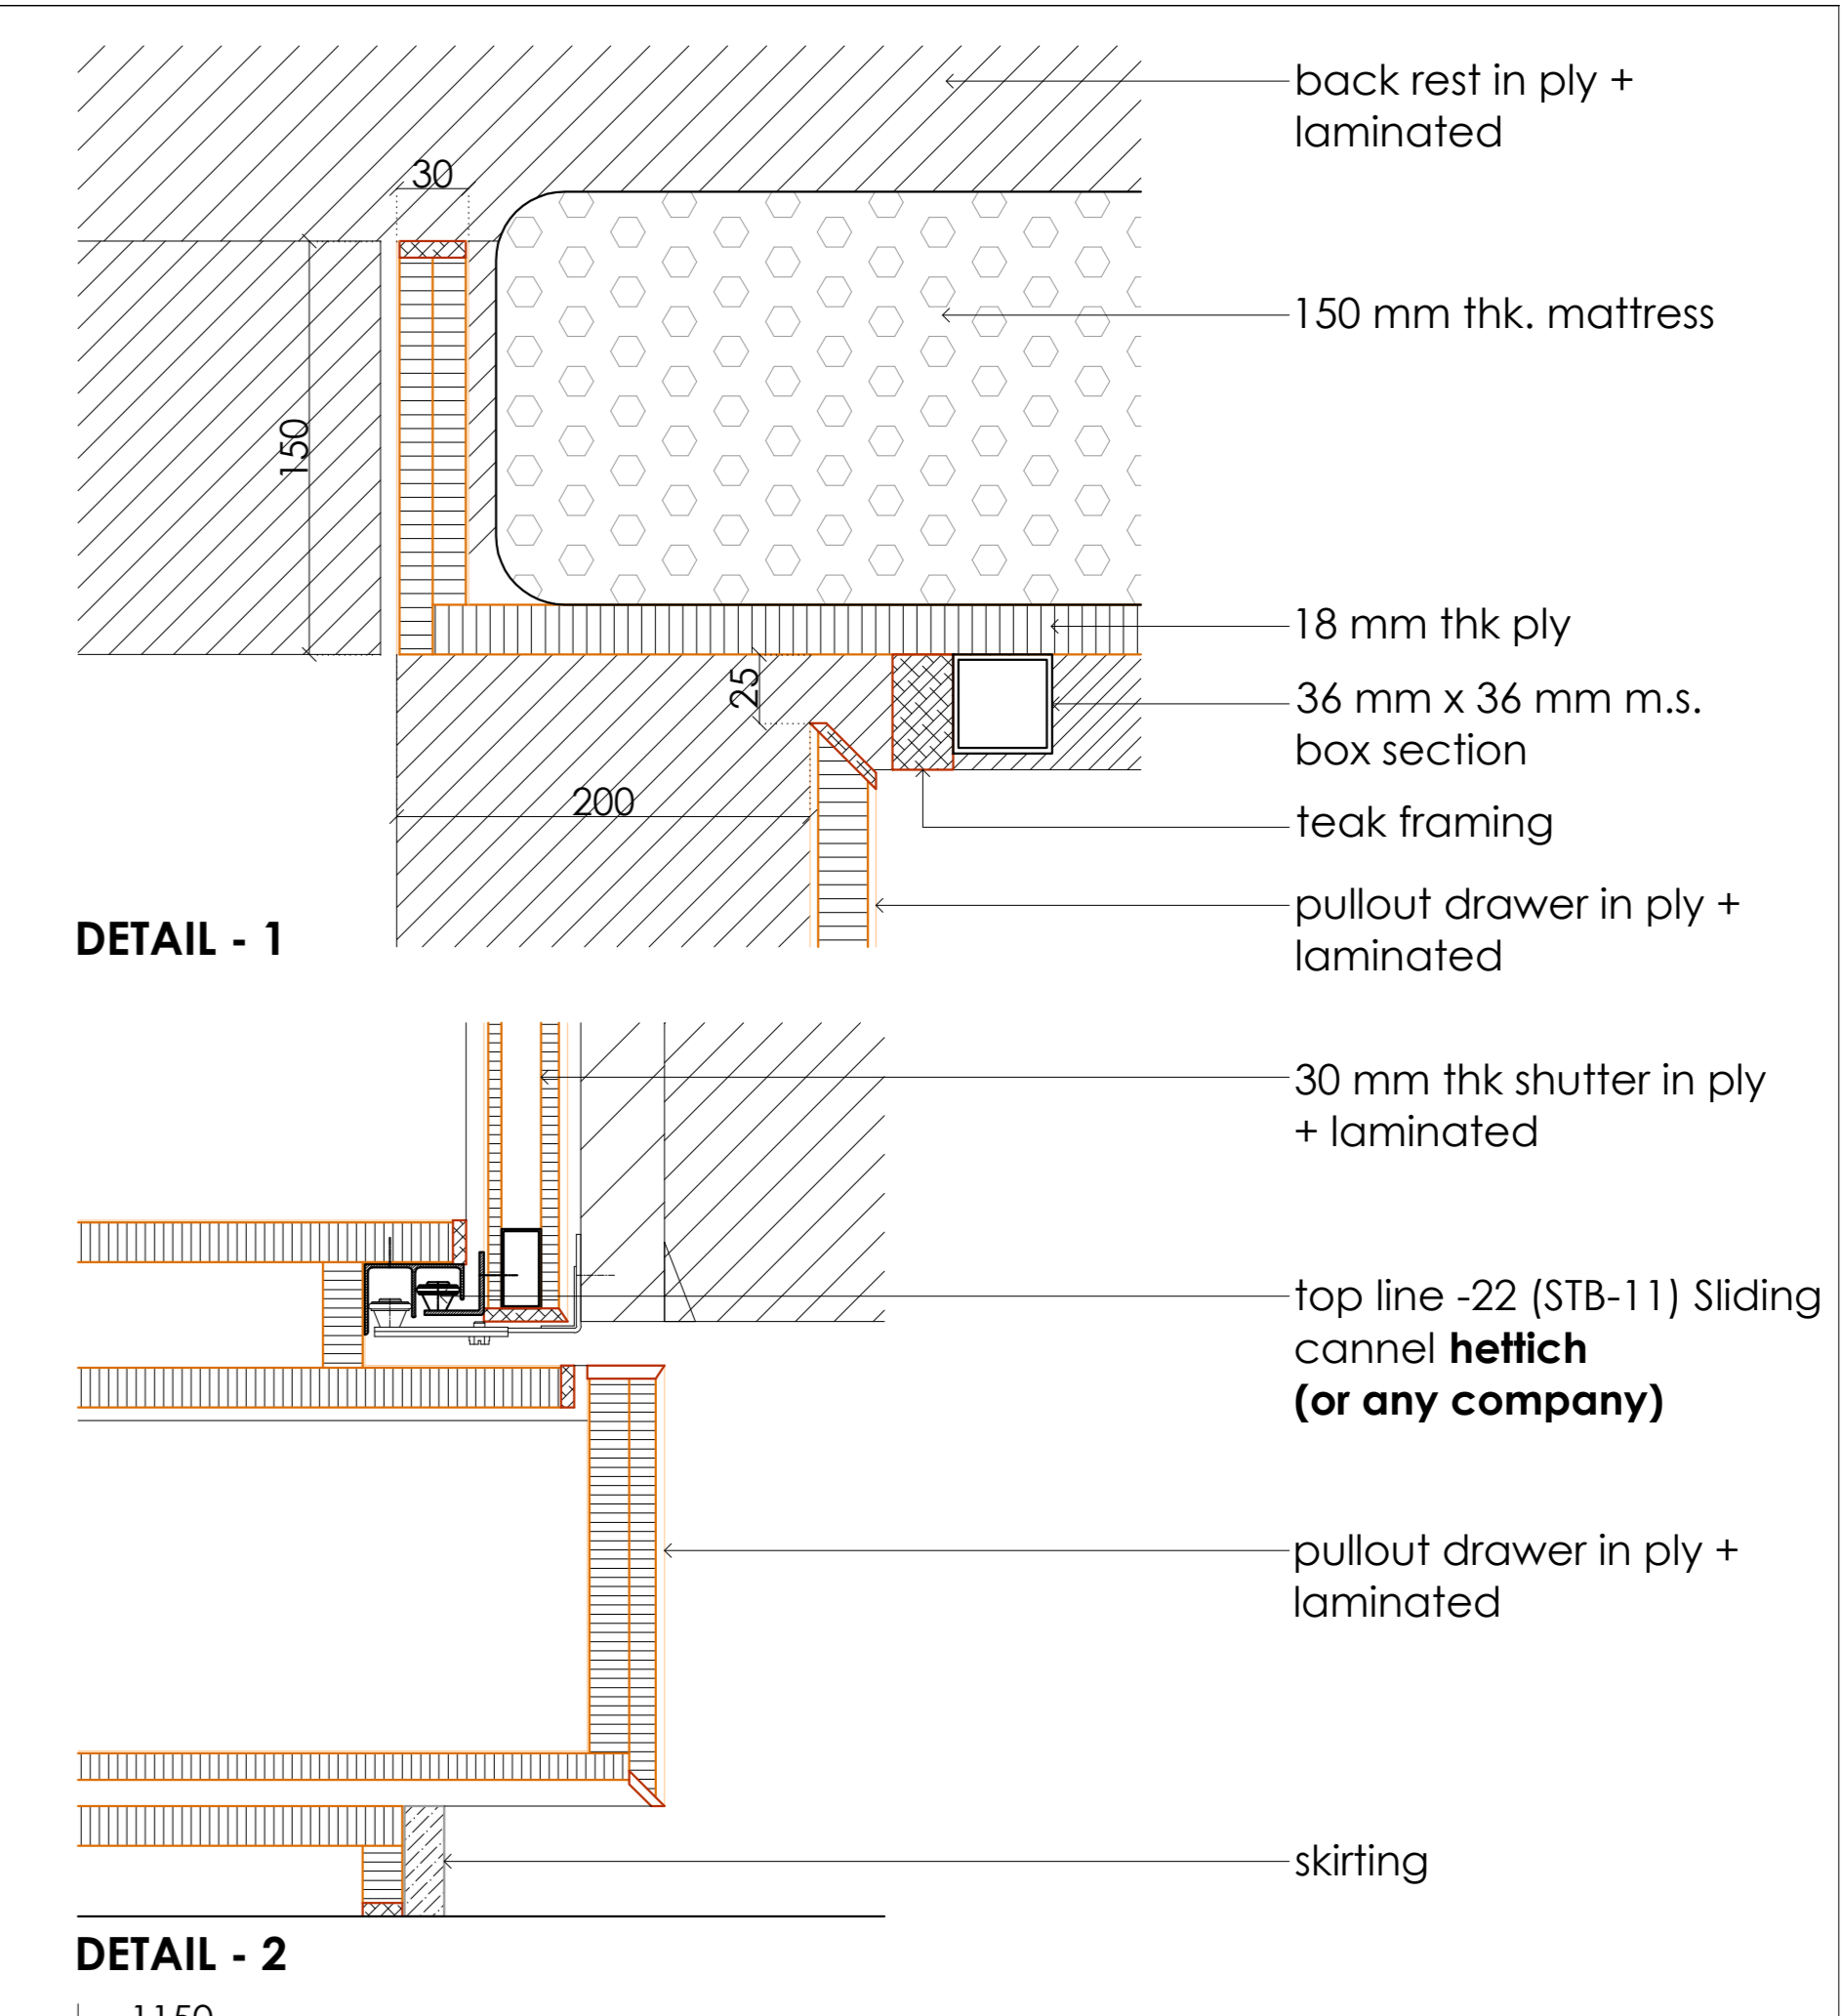 back rest in ply +
laminated
30
150 mm thk. mattress
150
18 mm thk ply
25
36 mm x 36 mm m.s.
box section
200
teak framing
pullout drawer in ply +
laminated
DETAIL - 1
30 mm thk shutter in ply
+ laminated
top line -22 (STB-11) Sliding
cannel hettich
(or any company)
pullout drawer in ply +
laminated
skirting
DETAIL - 2
1150